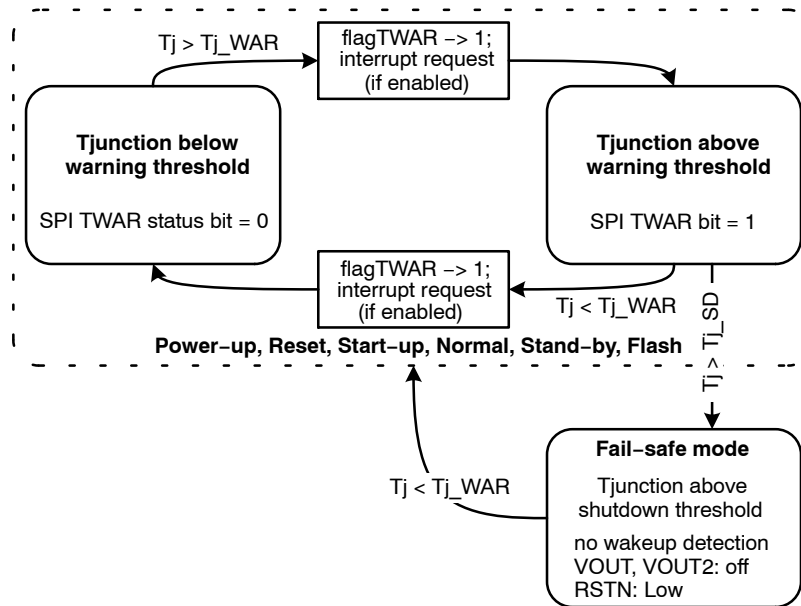 Tj > Tj_WAR
flagTWAR −> 1;
interrupt request
(if enabled)
Tjunction below
warning threshold
SPI TWAR status bit = 0
Tjunction above
warning threshold
SPI TWAR bit = 1
flagTWAR −> 1;
interrupt request
(if enabled)
Tj < Tj_WAR
Tj > Tj_SD
Power−up, Reset, Start−up, Normal, Stand−by, Flash
Tj < Tj_WAR
Fail−safe mode
Tjunction above
shutdown threshold
no wakeup detection
VOUT, VOUT2: off
RSTN: Low